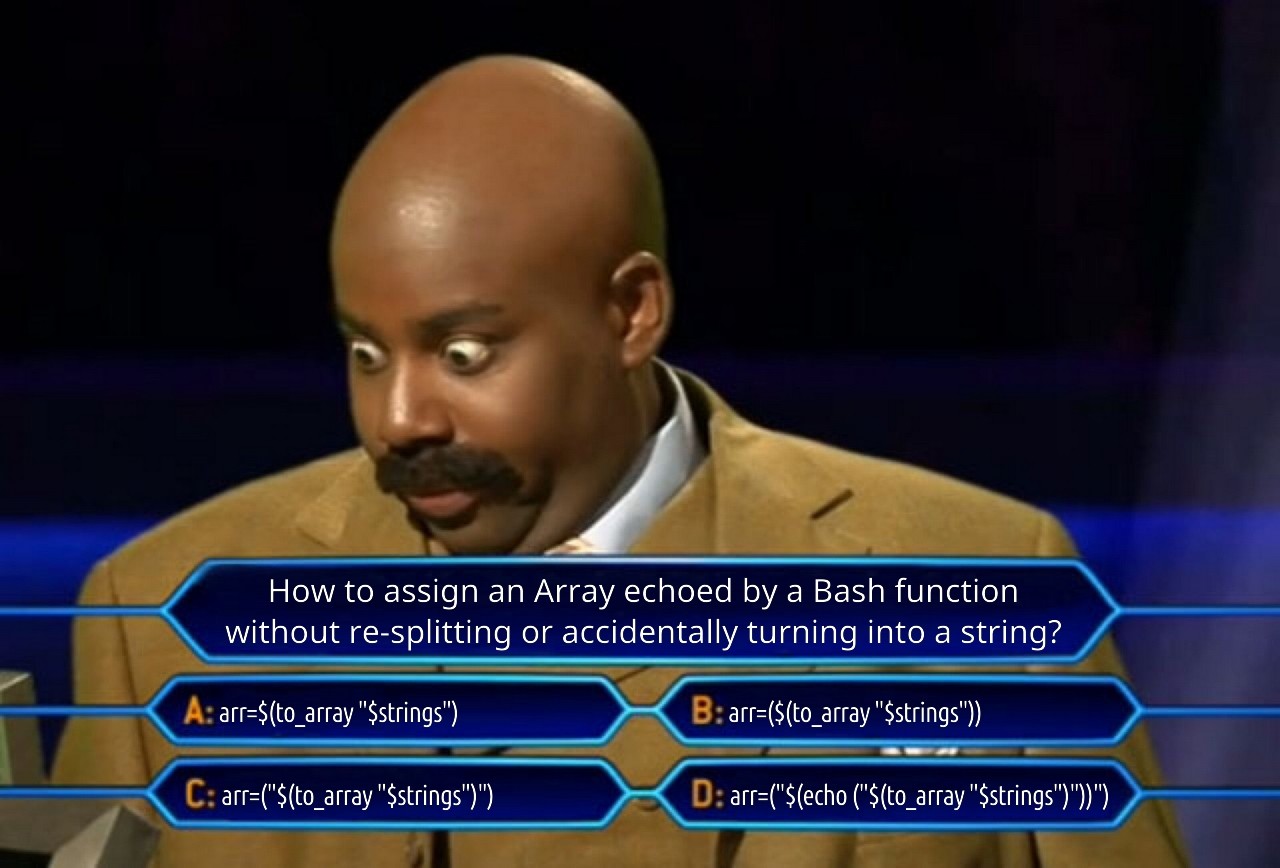 How to assign an Array echoed by a Bash function
without re-splitting or accidentally turning into a string?
A: arr=$(to_array "$strings")
B: arr=($(to_array "$strings"))
C: arr=("$(to_array "$strings")")
D: arr=("$(echo ("$(to_array "$strings")"))")